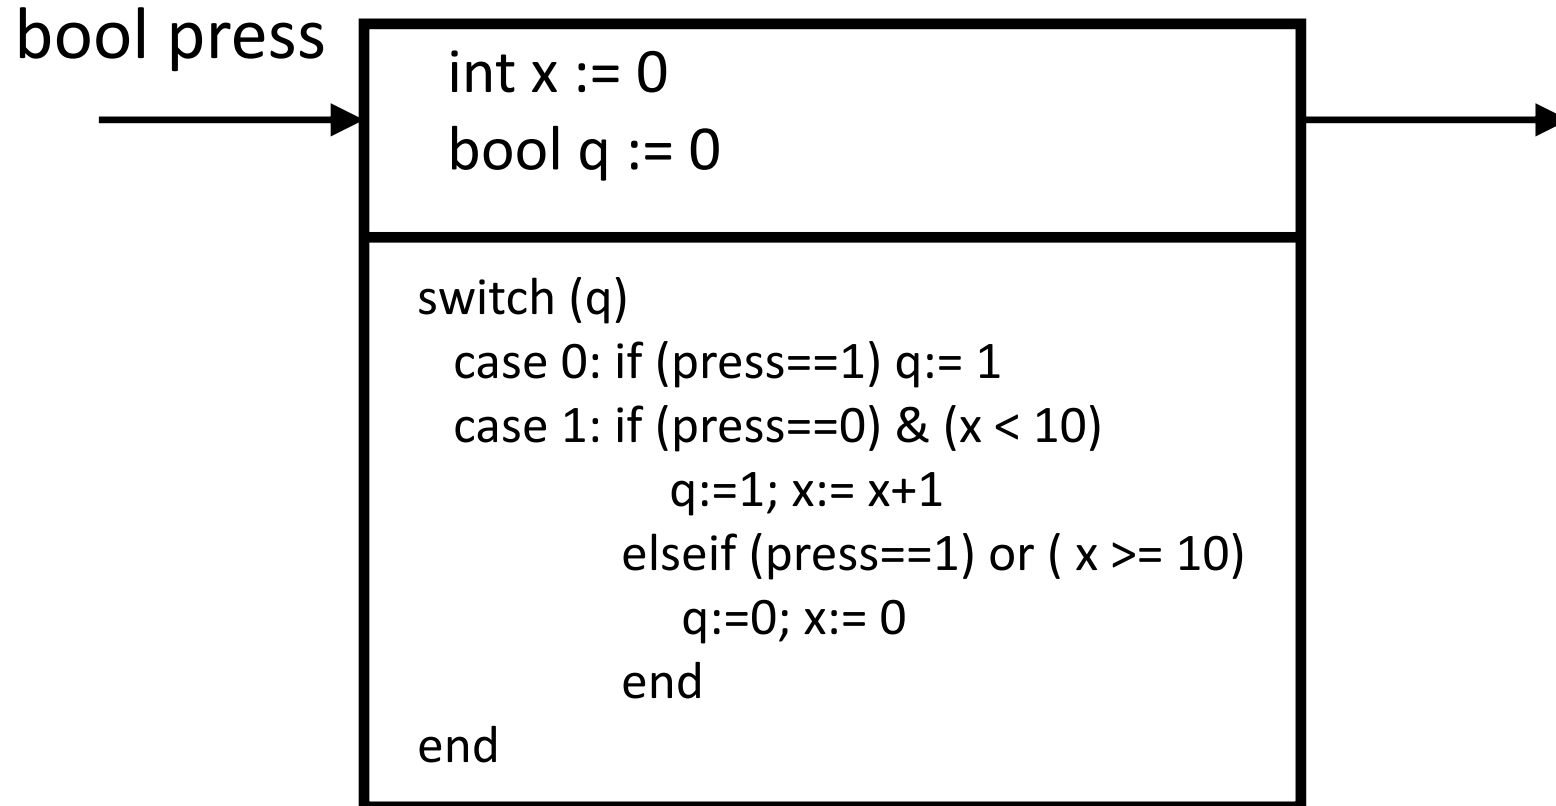 bool press
int x := 0
bool q := 0
switch (q)
case 0: if (press==1) q:= 1
case 1: if (press==0) & (x < 10)
q:=1; x:= x+1
elseif (press==1) or ( x >= 10)
q:=0; x:= 0
end
end